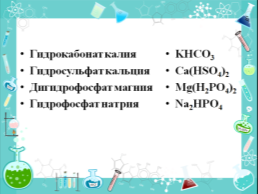 • Гидрокабонат калия • KHCO₃
• Гидросульфат кальция • Ca(HSO₄)₂
• Дигидрофосфат магния • Mg(H₂PO₄)₂
• Гидрофосфат натрия • Na₂HPO₄